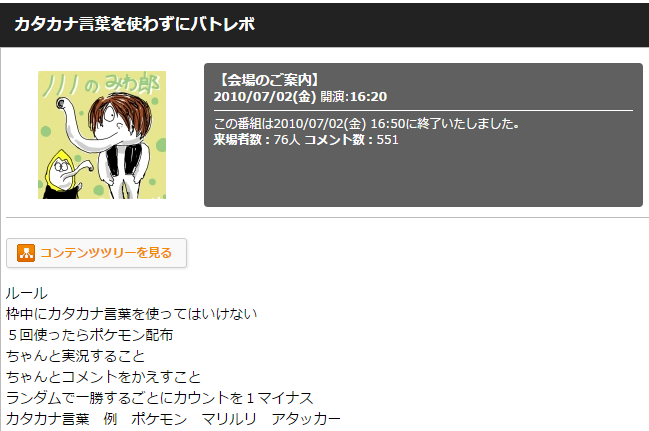 カタカナ言葉を使わずにバトレボ
ノノノのみわ郎
【会場のご案内】
2010/07/02(金) 開演:16:20
この番組は2010/07/02(金) 16:50に終了いたしました。
来場者数：76人 コメント数：551
コンテンツツリーを見る
ルール
枠中にカタカナ言葉を使ってはいけない
５回使ったらポケモン配布
ちゃんと実況すること
ちゃんとコメントをかえすこと
ランダムで一勝するごとにカウントを１マイナス
カタカナ言葉　例　ポケモン　マリルリ　アタッカー